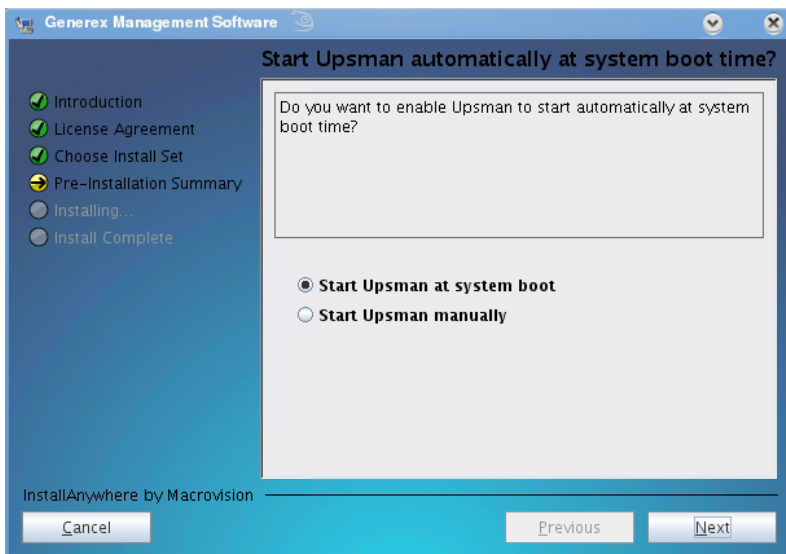 Generex Management Software
Start Upsman automatically at system boot time?
Introduction
License Agreement
Choose Install Set
Pre-Installation Summary
Installing...
Install Complete
Do you want to enable Upsman to start automatically at system
boot time?
Start Upsman at system boot
Start Upsman manually
InstallAnywhere by Macrovision
Cancel
Previous
Next